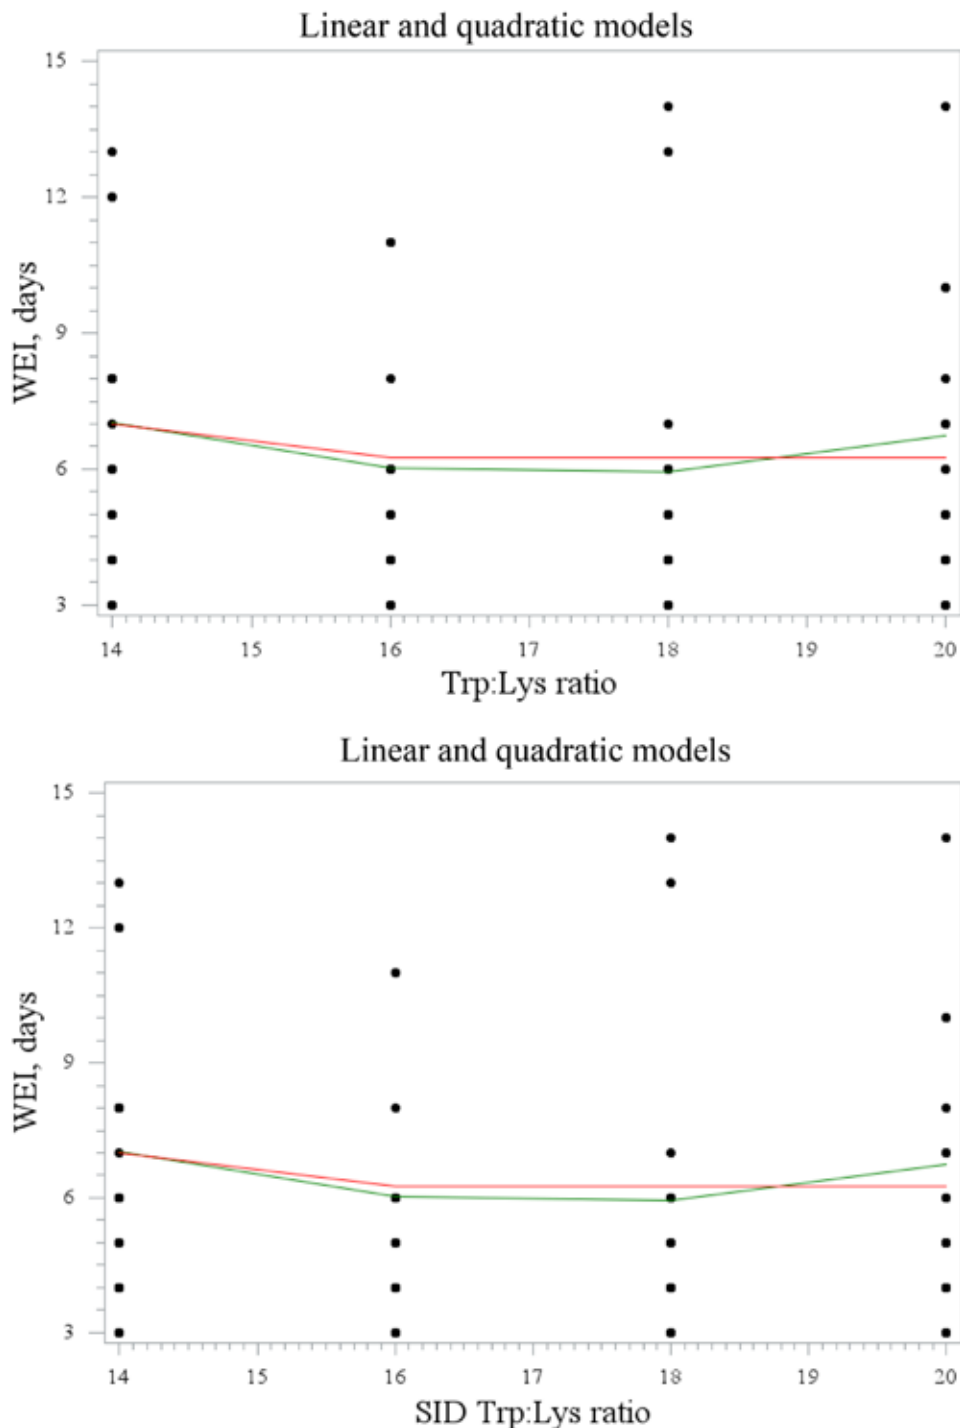 Linear and quadratic models
15
12
9
6
3
WEI, days
14 15 16 17 18 19 20
Trp:Lys ratio
Linear and quadratic models
15
12
9
6
3
WEI, days
14 15 16 17 18 19 20
SID Trp:Lys ratio